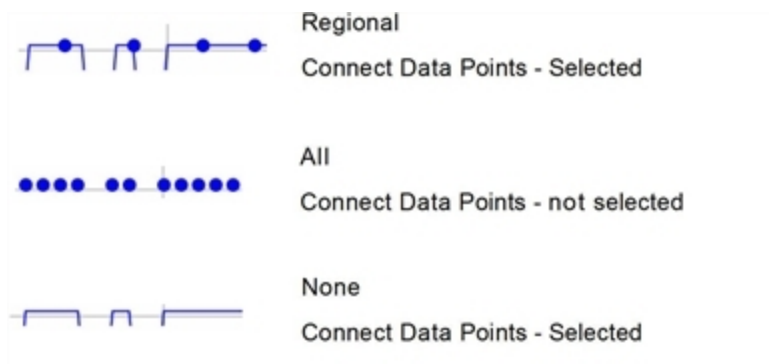 Regional
Connect Data Points - Selected
All
Connect Data Points - not selected
None
Connect Data Points - Selected